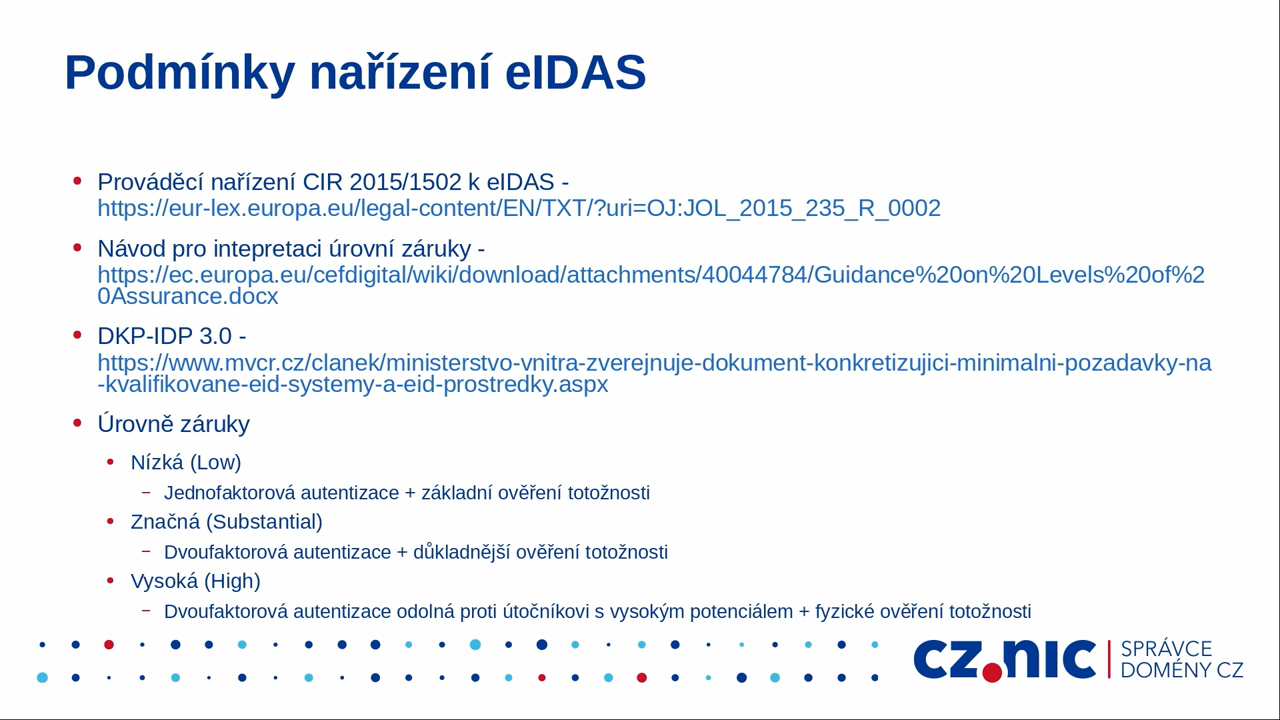 Podmínky nařízení eIDAS
• Prováděcí nařízení CIR 2015/1502 k eIDAS -
https://eur-lex.europa.eu/legal-content/EN/TXT/?uri=OJ:JOL_2015_235_R_0002
• Návod pro intepretaci úrovní záruky -
https://ec.europa.eu/cefdigital/wiki/download/attachments/40044784/Guidance%20on%20Levels%20of%2
0Assurance.docx
• DKP-IDP 3.0 -
https://www.mvcr.cz/clanek/ministerstvo-vnitra-zverejnuje-dokument-konkretizujici-minimalni-pozadavky-na
-kvalifikovane-eid-systemy-a-eid-prostredky.aspx
• Úrovně záruky
• Nízká (Low)
– Jednofaktorová autentizace + základní ověření totožnosti
• Značná (Substantial)
– Dvoufaktorová autentizace + důkladnější ověření totožnosti
• Vysoká (High)
– Dvoufaktorová autentizace odolná proti útočníkovi s vysokým potenciálem + fyzické ověření totožnosti
cz.nic
SPRÁVCE
DOMÉNY CZ